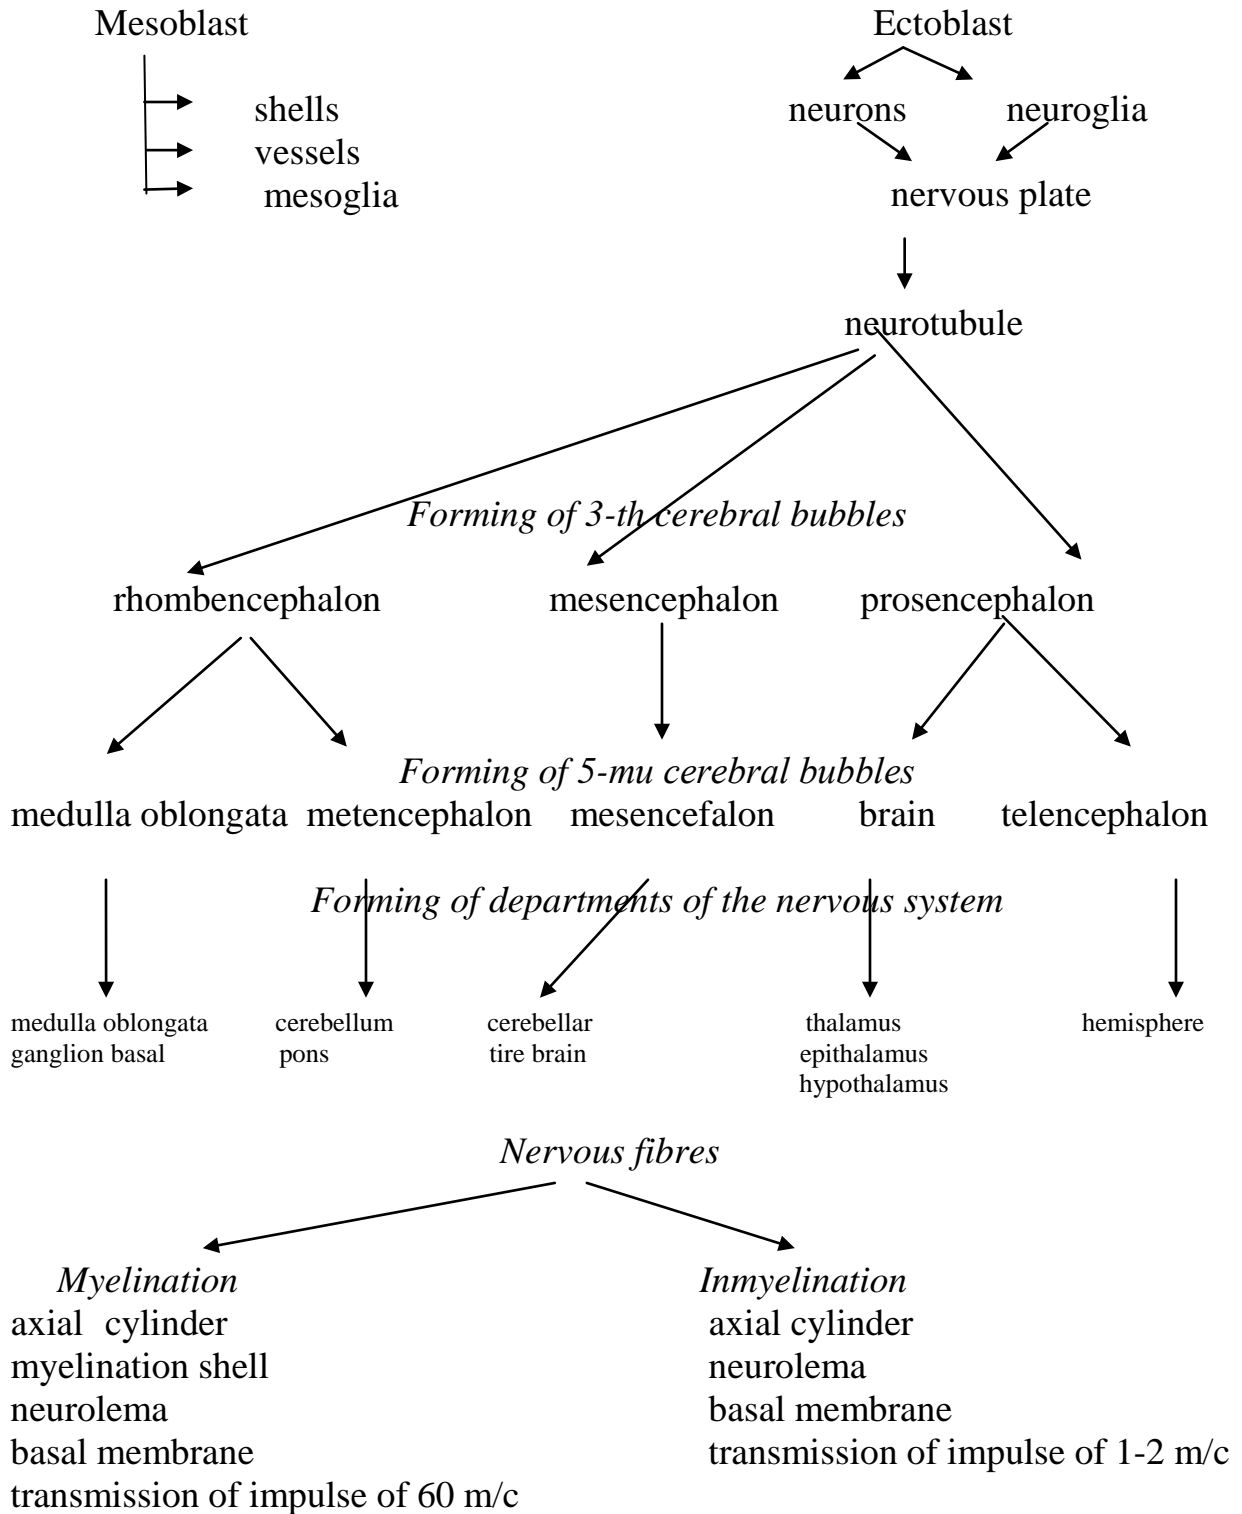 Mesoblast Ectoblast
shells neurons neuroglia
vessels
mesoglia nervous plate
neurotubule
Forming of 3-th cerebral bubbles
rhombencephalon mesencephalon prosencephalon
Forming of 5-mu cerebral bubbles
medulla oblongata metencephalon mesencefalon brain telencephalon
Forming of departments of the nervous system
medulla oblongata cerebellum cerebellar thalamus hemisphere
ganglion basal pons tire brain epithalamus
hypothalamus
Nervous fibres
Myelination Inmyelination
axial cylinder axial cylinder
myelination shell neurolema
neurolema basal membrane
basal membrane transmission of impulse of 1-2 m/c
transmission of impulse of 60 m/c